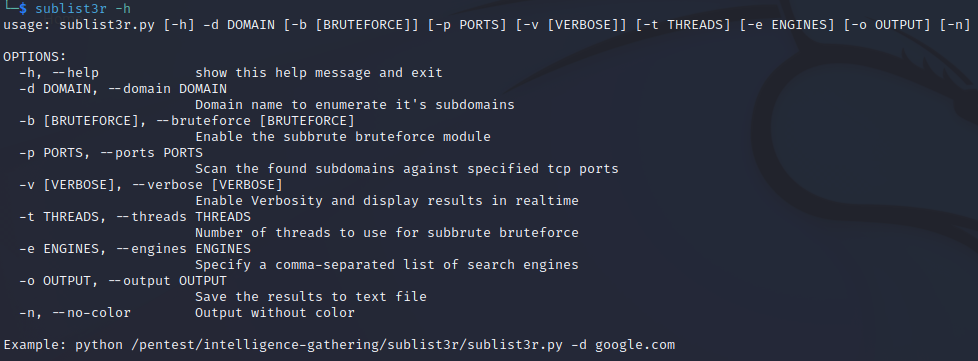 └─$ sublist3r -h
usage: sublist3r.py [-h] -d DOMAIN [-b [BRUTEFORCE]] [-p PORTS] [-v [VERBOSE]] [-t THREADS] [-e ENGINES] [-o OUTPUT] [-n]
OPTIONS:
-h, --help show this help message and exit
-d DOMAIN, --domain DOMAIN
Domain name to enumerate it's subdomains
-b [BRUTEFORCE], --bruteforce [BRUTEFORCE]
Enable the subbrute bruteforce module
-p PORTS, --ports PORTS
Scan the found subdomains against specified tcp ports
-v [VERBOSE], --verbose [VERBOSE]
Enable Verbosity and display results in realtime
-t THREADS, --threads THREADS
Number of threads to use for subbrute bruteforce
-e ENGINES, --engines ENGINES
Specify a comma-separated list of search engines
-o OUTPUT, --output OUTPUT
Save the results to text file
-n, --no-color Output without color
Example: python /pentest/intelligence-gathering/sublist3r/sublist3r.py -d google.com